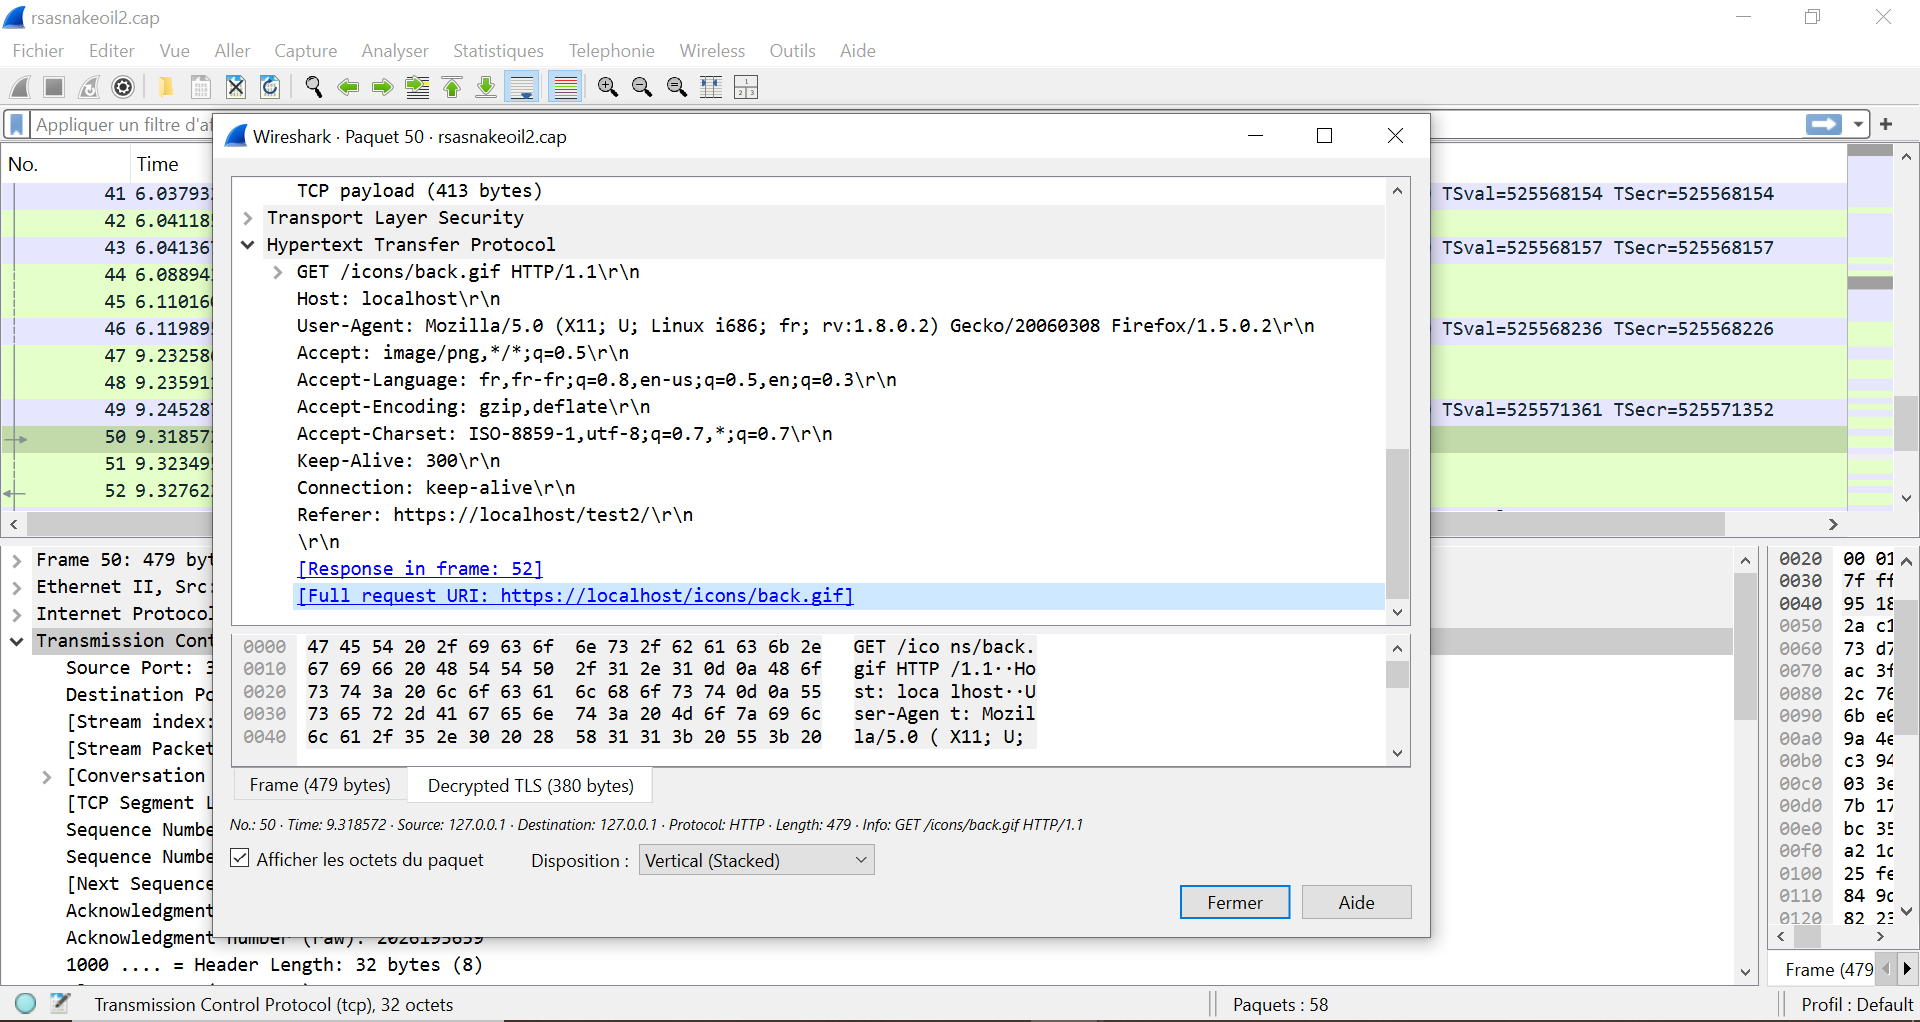 rsasnakeoil2.cap
Fichier Editer Vue Aller Capture Analyser Statistiques Telephonie Wireless Outils Aide
Appliquer un filtre d'a
No. Time
41 6.03793
42 6.04118
43 6.04136
44 6.08894
45 6.11016
46 6.11989
47 9.23258
48 9.23591
49 9.24528
50 9.31857
51 9.32349
52 9.32762
TSval=525568154 TSecr=525568154
TSval=525568157 TSecr=525568157
TSval=525568236 TSecr=525568226
TSval=525571361 TSecr=525571352
Wireshark · Paquet 50 · rsasnakeoil2.cap
TCP payload (413 bytes)
Transport Layer Security
Hypertext Transfer Protocol
GET /icons/back.gif HTTP/1.1\r\n
Host: localhost\r\n
User-Agent: Mozilla/5.0 (X11; U; Linux i686; fr; rv:1.8.0.2) Gecko/20060308 Firefox/1.5.0.2\r\n
Accept: image/png,*/*;q=0.5\r\n
Accept-Language: fr,fr-fr;q=0.8,en-us;q=0.5,en;q=0.3\r\n
Accept-Encoding: gzip,deflate\r\n
Accept-Charset: ISO-8859-1,utf-8;q=0.7,*;q=0.7\r\n
Keep-Alive: 300\r\n
Connection: keep-alive\r\n
Referer: https://localhost/test2/\r\n
\r\n
[Response in frame: 52]
[Full request URI: https://localhost/icons/back.gif]
0000 47 45 54 20 2f 69 63 6f 6e 73 2f 62 61 63 6b 2e GET /ico ns/back.
0010 67 69 66 20 48 54 54 50 2f 31 2e 31 0d 0a 48 6f gif HTTP /1.1··Ho
0020 73 74 3a 20 6c 6f 63 61 6c 68 6f 73 74 0d 0a 55 st: loca lhost··U
0030 73 65 72 2d 41 67 65 6e 74 3a 20 4d 6f 7a 69 6c ser-Agen t: Mozil
0040 6c 61 2f 35 2e 30 20 28 58 31 31 3b 20 55 3b 20 la/5.0 ( X11; U;
Frame (479 bytes) Decrypted TLS (380 bytes)
No.: 50 · Time: 9.318572 · Source: 127.0.0.1 · Destination: 127.0.0.1 · Protocol: HTTP · Length: 479 · Info: GET /icons/back.gif HTTP/1.1
Afficher les octets du paquet Disposition : Vertical (Stacked)
Fermer Aide
Frame 50: 479 byt
Ethernet II, Src:
Internet Protocol
Transmission Cont
Source Port: 3
Destination Po
[Stream index:
[Stream Packet
[Conversation
[TCP Segment L
Sequence Numbe
Sequence Numbe
[Next Sequence
Acknowledgment
Acknowledgment number (raw): 2026195659
1000 .... = Header Length: 32 bytes (8)
0020 00 01
0030 7f ff
0040 95 18
0050 2a c1
0060 73 d7
0070 ac 3f
0080 2c 76
0090 6b e0
00a0 9a 4e
00b0 c3 94
00c0 03 3e
00d0 7b 17
00e0 bc 35
00f0 a2 1d
0100 25 fe
0110 84 9d
0120 82 23
Frame (479
Transmission Control Protocol (tcp), 32 octets
Paquets : 58
Profil : Default